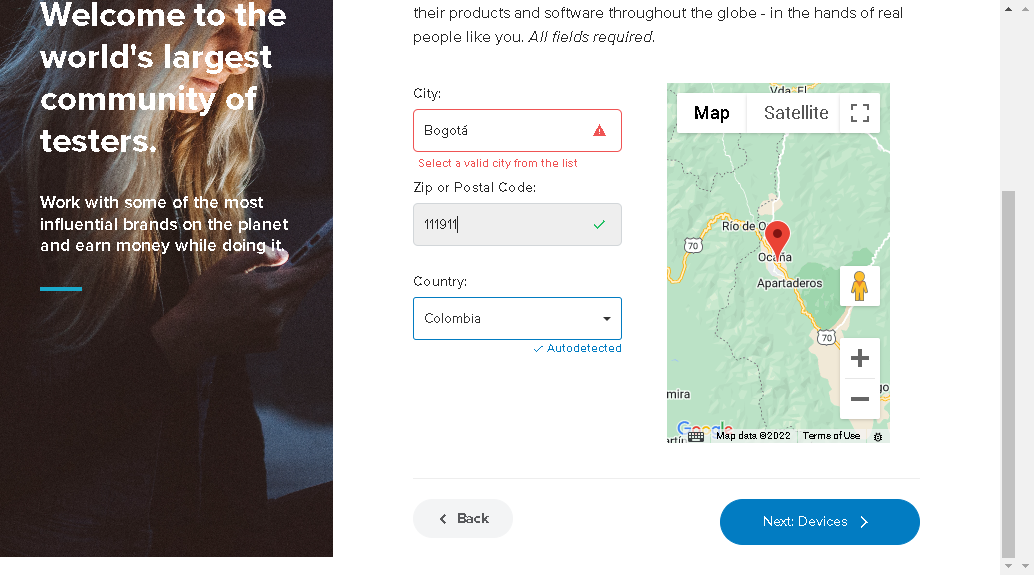 Welcome to the
world's largest
community of
testers.
Work with some of the most
influential brands on the planet
and earn money while doing it.
their products and software throughout the globe - in the hands of real
people like you. All fields required.
City:
Bogotá
Select a valid city from the list
Zip or Postal Code:
111911
Country:
Colombia
Autodetected
Vda. El
Map
Satellite
Río de O
70
Ocaña
Apartaderos
70
go
mira
Google
Map data ©2022
Terms of Use
Back
Next: Devices